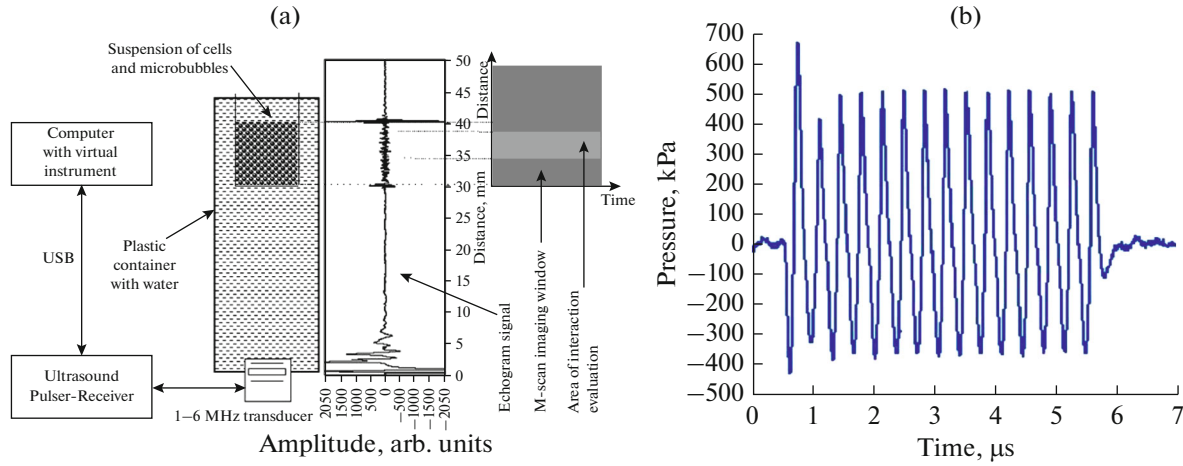 (a)
Suspension of cells
and microbubbles
Computer
with virtual
instrument
USB
Plastic
container
with water
Ultrasound
Pulser-Receiver
1–6 MHz transducer
50
45
40
35
30
25
20
15
10
5
0
Distance, mm
2050
1500
1000
500
0
−500
−1000
−1500
−2050
Amplitude, arb. units
Distance
Time
Echogram signal
M-scan imaging window
Area of interaction
evaluation
(b)
700
600
500
400
300
200
100
0
−100
−200
−300
−400
−500
Pressure, kPa
0 1 2 3 4 5 6 7
Time, μs